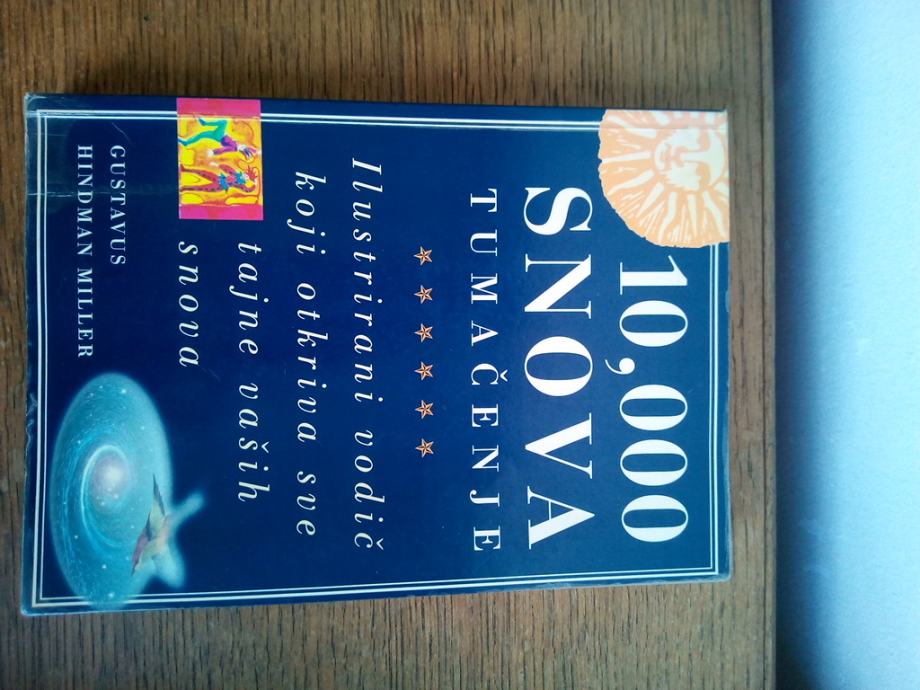 10,000
SNOVA
TUMAČENJE
Ilustrirani vodič
koji otkriva sve
tajne vaših
snova
GUSTAVUS
HINDMAN MILLER